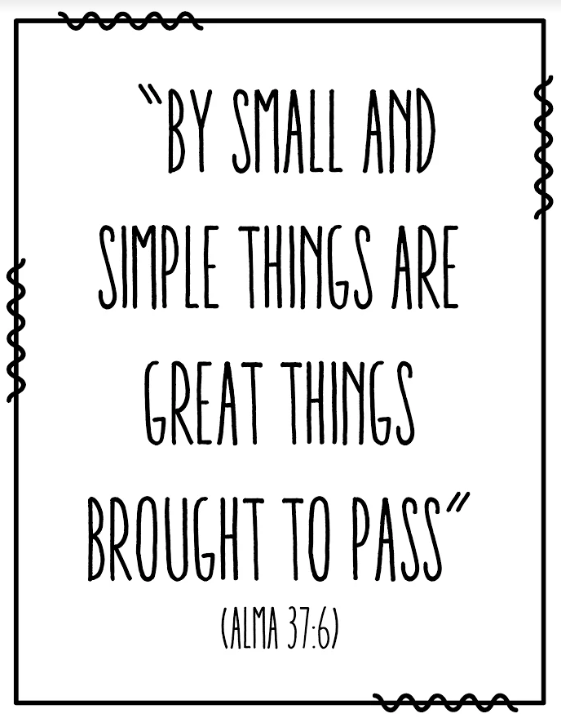 "BY SMALL AND
SIMPLE THINGS ARE
GREAT THINGS
BROUGHT TO PASS"
(ALMA 37:6)